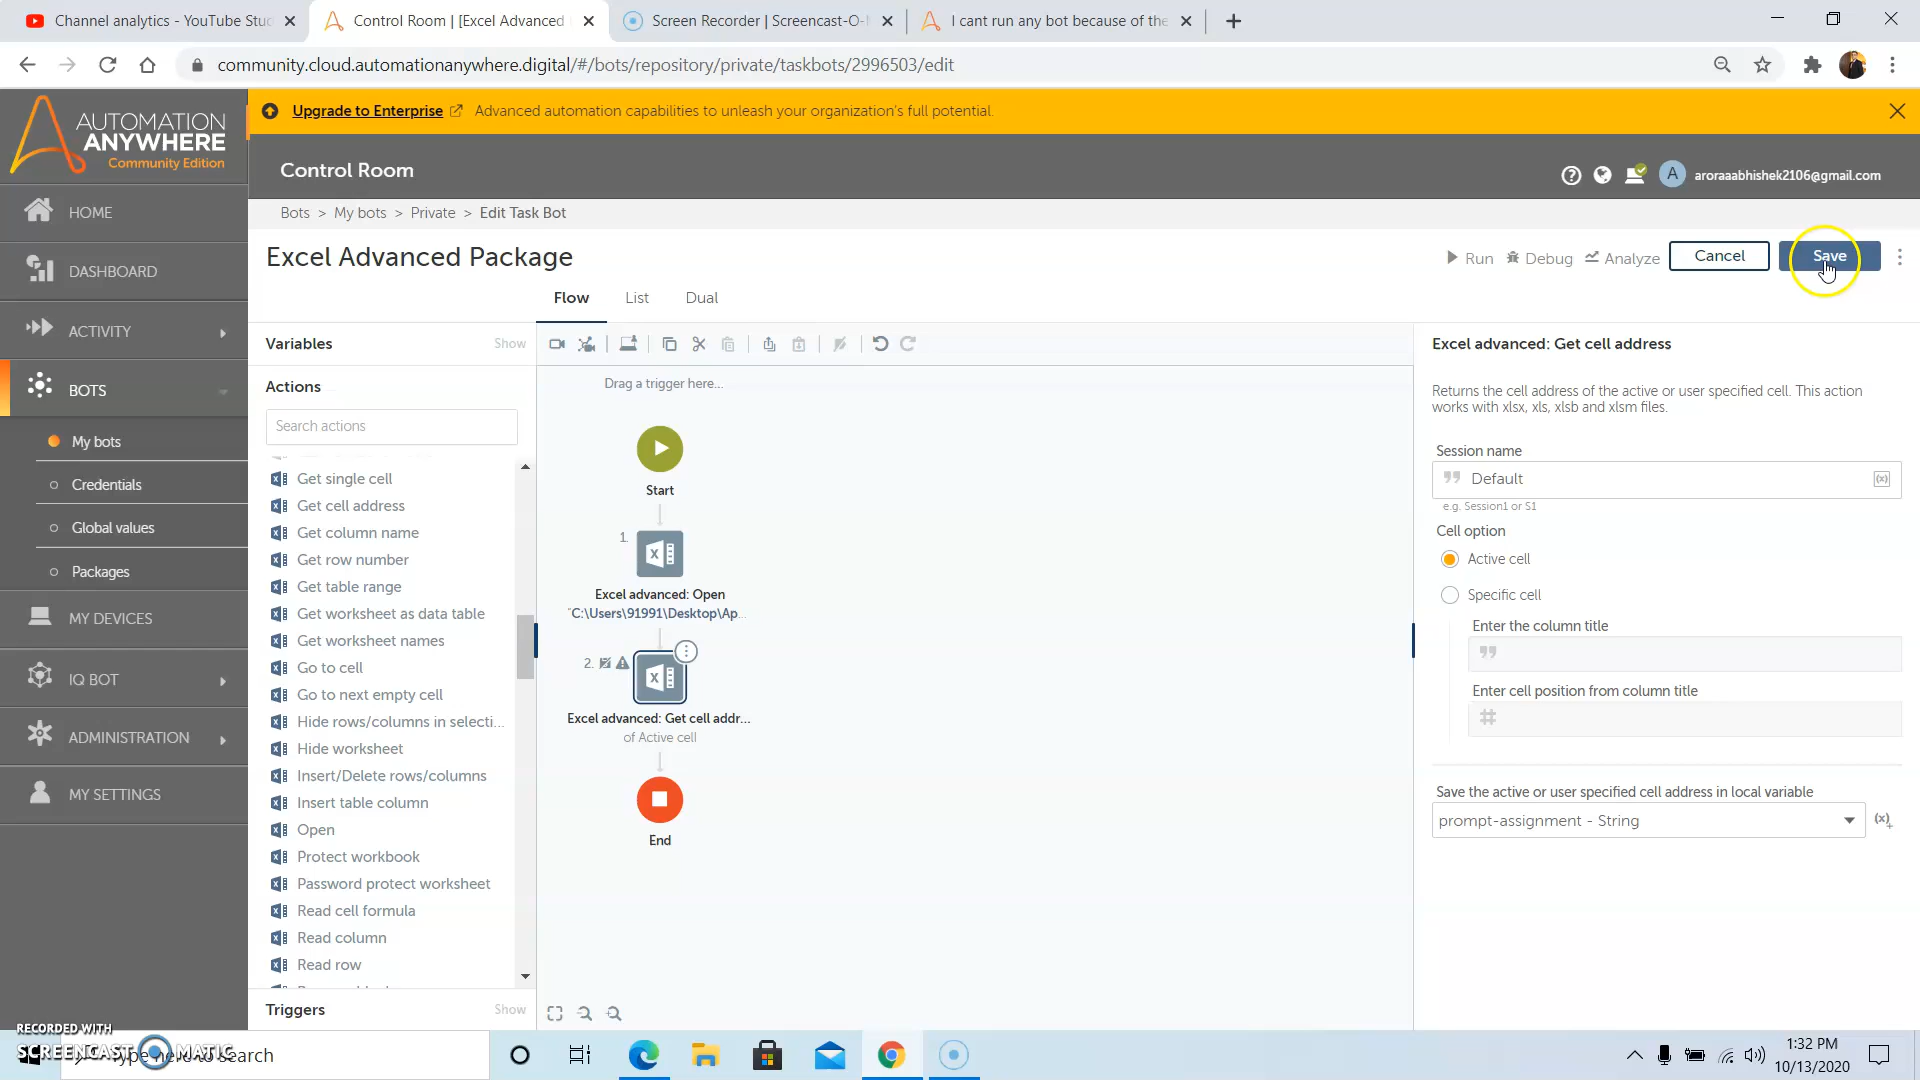 Channel analytics - YouTube Stu
Control Room | [Excel Advanced
Screen Recorder | Screencast-O-
I cant run any bot because of the
community.cloud.automationanywhere.digital/#/bots/repository/private/taskbots/2996503/edit
AUTOMATION
ANYWHERE
Community Edition
Upgrade to Enterprise
Advanced automation capabilities to unleash your organization's full potential.
Control Room
A
aroraaabhishek2106@gmail.com
HOME
DASHBOARD
ACTIVITY
BOTS
My bots
Credentials
Global values
Packages
MY DEVICES
IQ BOT
ADMINISTRATION
MY SETTINGS
Bots > My bots > Private > Edit Task Bot
Excel Advanced Package
Run
Debug
Analyze
Cancel
Save
Flow
List
Dual
Variables
Show
Actions
Search actions
Get single cell
Get cell address
Get column name
Get row number
Get table range
Get worksheet as data table
Get worksheet names
Go to cell
Go to next empty cell
Hide rows/columns in selecti...
Hide worksheet
Insert/Delete rows/columns
Insert table column
Open
Protect workbook
Password protect worksheet
Read cell formula
Read column
Read row
Triggers
Show
Drag a trigger here...
Start
1.
Excel advanced: Open
"C:\Users\91991\Desktop\Ap...
2.
Excel advanced: Get cell addr...
of Active cell
End
Excel advanced: Get cell address
Returns the cell address of the active or user specified cell. This action
works with xlsx, xls, xlsb and xlsm files.
Session name
Default
e.g. Session1 or S1
Cell option
Active cell
Specific cell
Enter the column title
Enter cell position from column title
Save the active or user specified cell address in local variable
prompt-assignment - String
RECORDED WITH
SCREENCAST MATIC
Type here to search
1:32 PM
10/13/2020